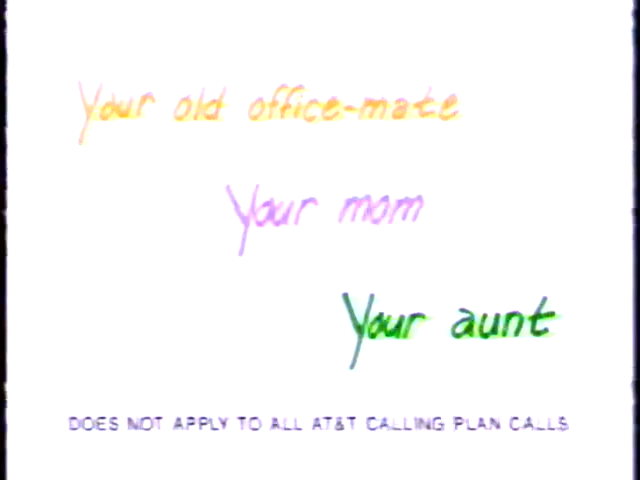 Your old office-mate
Your mom
Your aunt
DOES NOT APPLY TO ALL AT&T CALLING PLAN CALLS